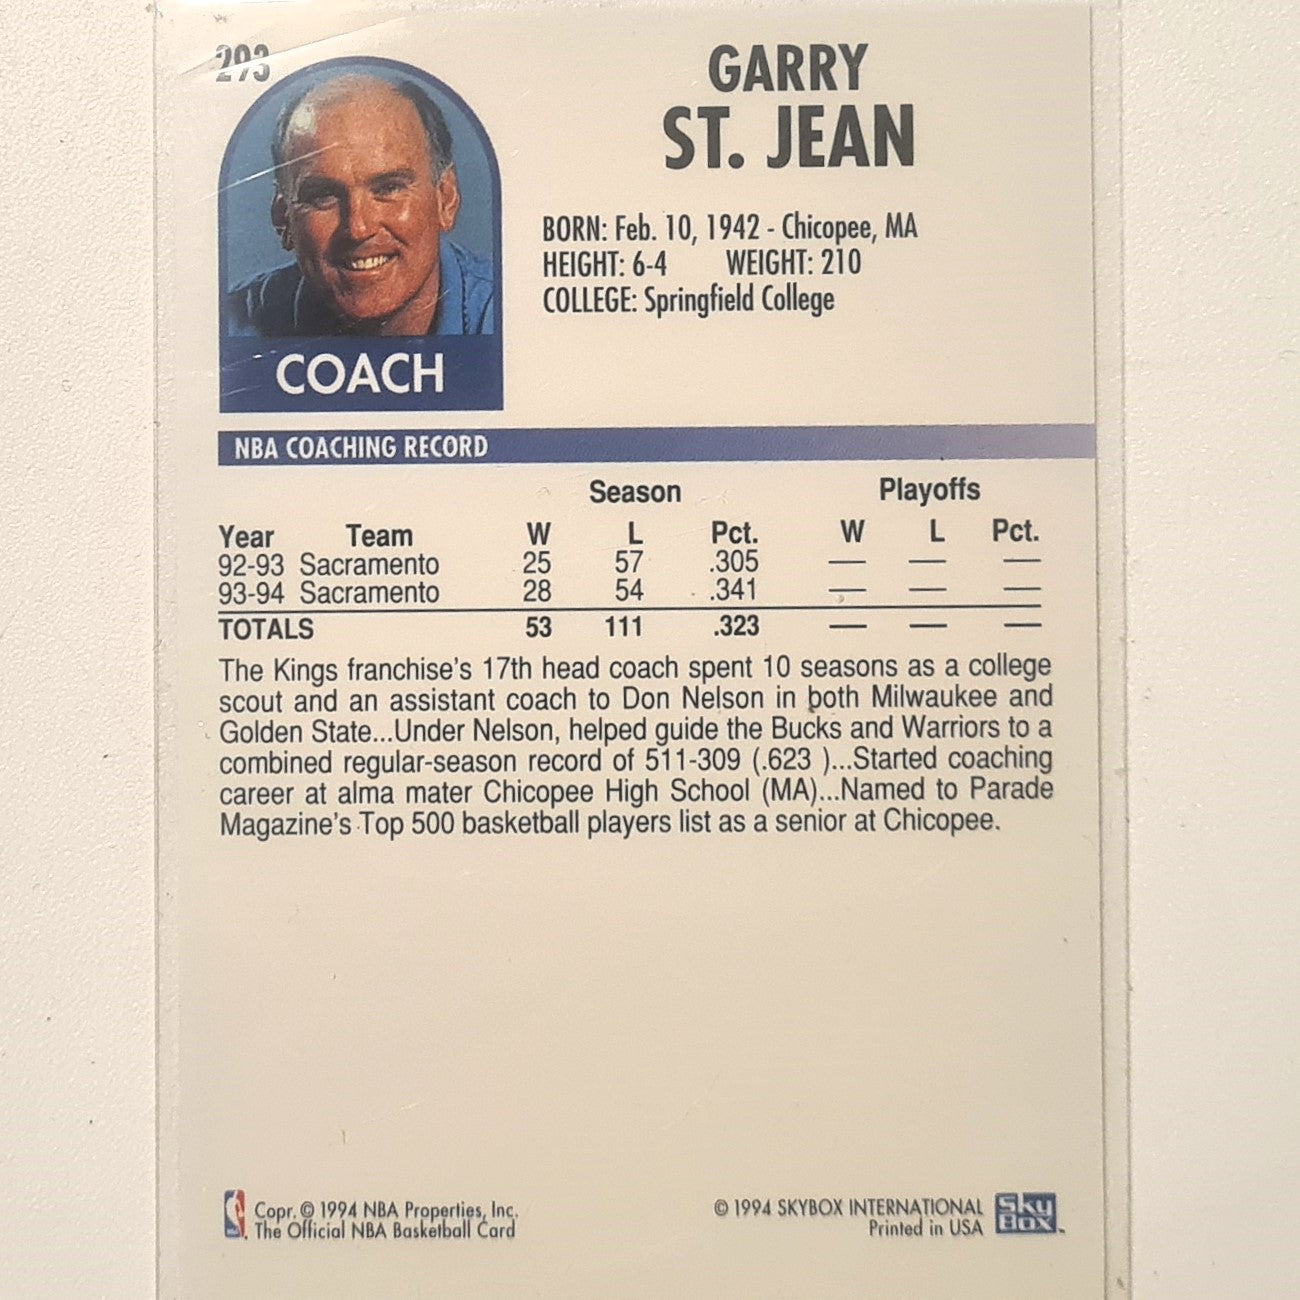 293
GARRY
ST. JEAN
BORN: Feb. 10, 1942 - Chicopee, MA
HEIGHT: 6-4 WEIGHT: 210
COLLEGE: Springfield College
COACH
NBA COACHING RECORD
Season Playoffs
Year Team W L Pct. W L Pct.
92-93 Sacramento 25 57 .305 — — —
93-94 Sacramento 28 54 .341 — — —
TOTALS 53 111 .323 — — —
The Kings franchise's 17th head coach spent 10 seasons as a college
scout and an assistant coach to Don Nelson in both Milwaukee and
Golden State...Under Nelson, helped guide the Bucks and Warriors to a
combined regular-season record of 511-309 (.623 )...Started coaching
career at alma mater Chicopee High School (MA)...Named to Parade
Magazine's Top 500 basketball players list as a senior at Chicopee.
Copr. © 1994 NBA Properties, Inc.
The Official NBA Basketball Card
© 1994 SKYBOX INTERNATIONAL
Printed in USA
Sky
Box